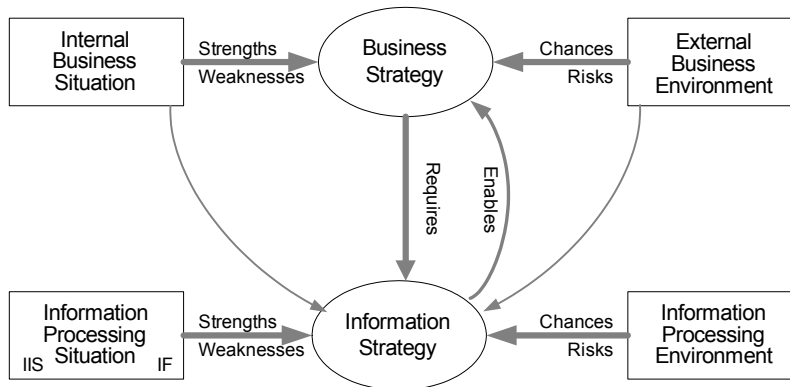 Internal
Business
Situation
Strengths
Weaknesses
Business
Strategy
Chances
Risks
External
Business
Environment
Requires
Enables
Information
Processing
Situation
IIS
IF
Strengths
Weaknesses
Information
Strategy
Chances
Risks
Information
Processing
Environment